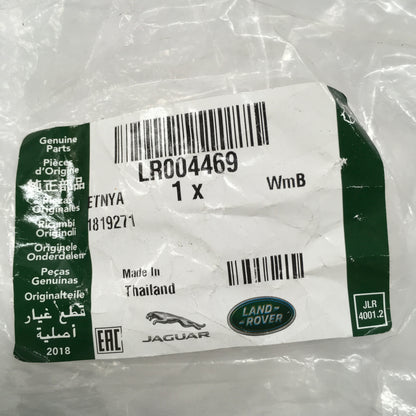 Genuine
Parts
Pièces
d'Origine
純正部品
Piezas
Originales
Ricambi
Originali
Originele
Onderdelen
Peças
Genuinas
Originalteile
قطع غيار
أصلية
2018
LR004469
1 x
WmB
ETNYA
1819271
Made In
Thailand
EAC
JAGUAR
LAND-
ROVER
JLR
4001.2